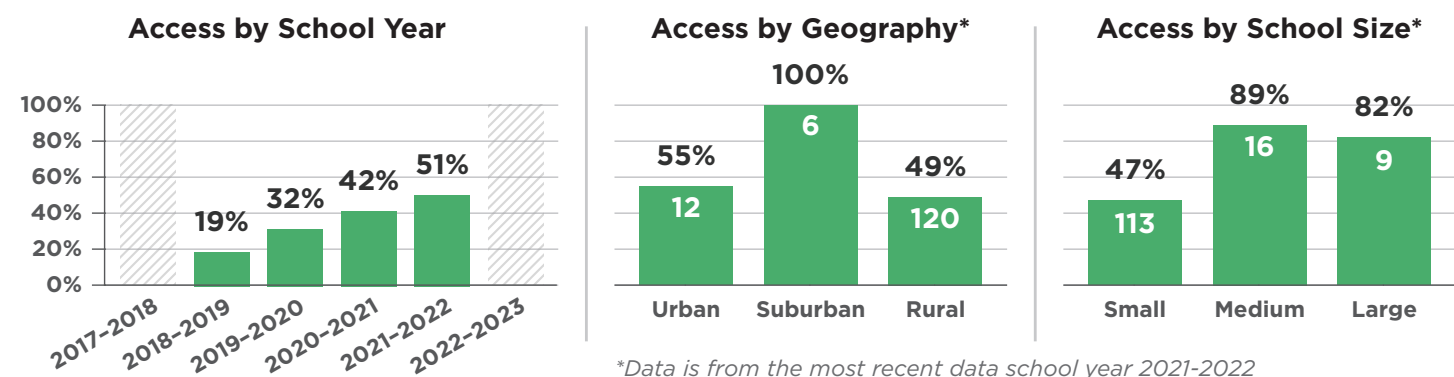 Access by School Year
100%
80%
60%
40%
20%
0%
19%
32%
42%
51%
2017-2018
2018-2019
2019-2020
2020-2021
2021-2022
2022-2023
Access by Geography*
55%
100%
49%
12
6
120
Urban
Suburban
Rural
Access by School Size*
47%
89%
82%
113
16
9
Small
Medium
Large
*Data is from the most recent data school year 2021-2022